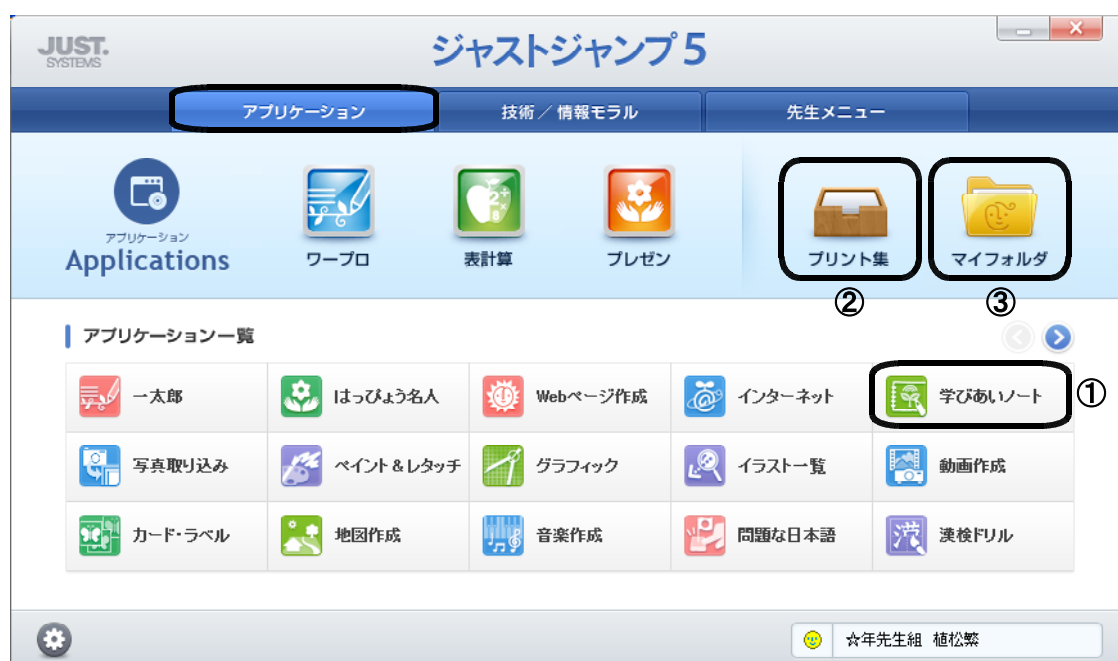 JUST.
SYSTEMS
ジャストジャンプ5
アプリケーション
技術／情報モラル
先生メニュー
アプリケーション
Applications
ワープロ
表計算
プレゼン
プリント集
マイフォルダ
②
③
アプリケーション一覧
一太郎
はっぴょう名人
Webページ作成
インターネット
学びあいノート
①
写真取り込み
ペイント＆レタッチ
グラフィック
イラスト一覧
動画作成
カード・ラベル
地図作成
音楽作成
問題な日本語
漢検ドリル
☆年先生組 植松繁